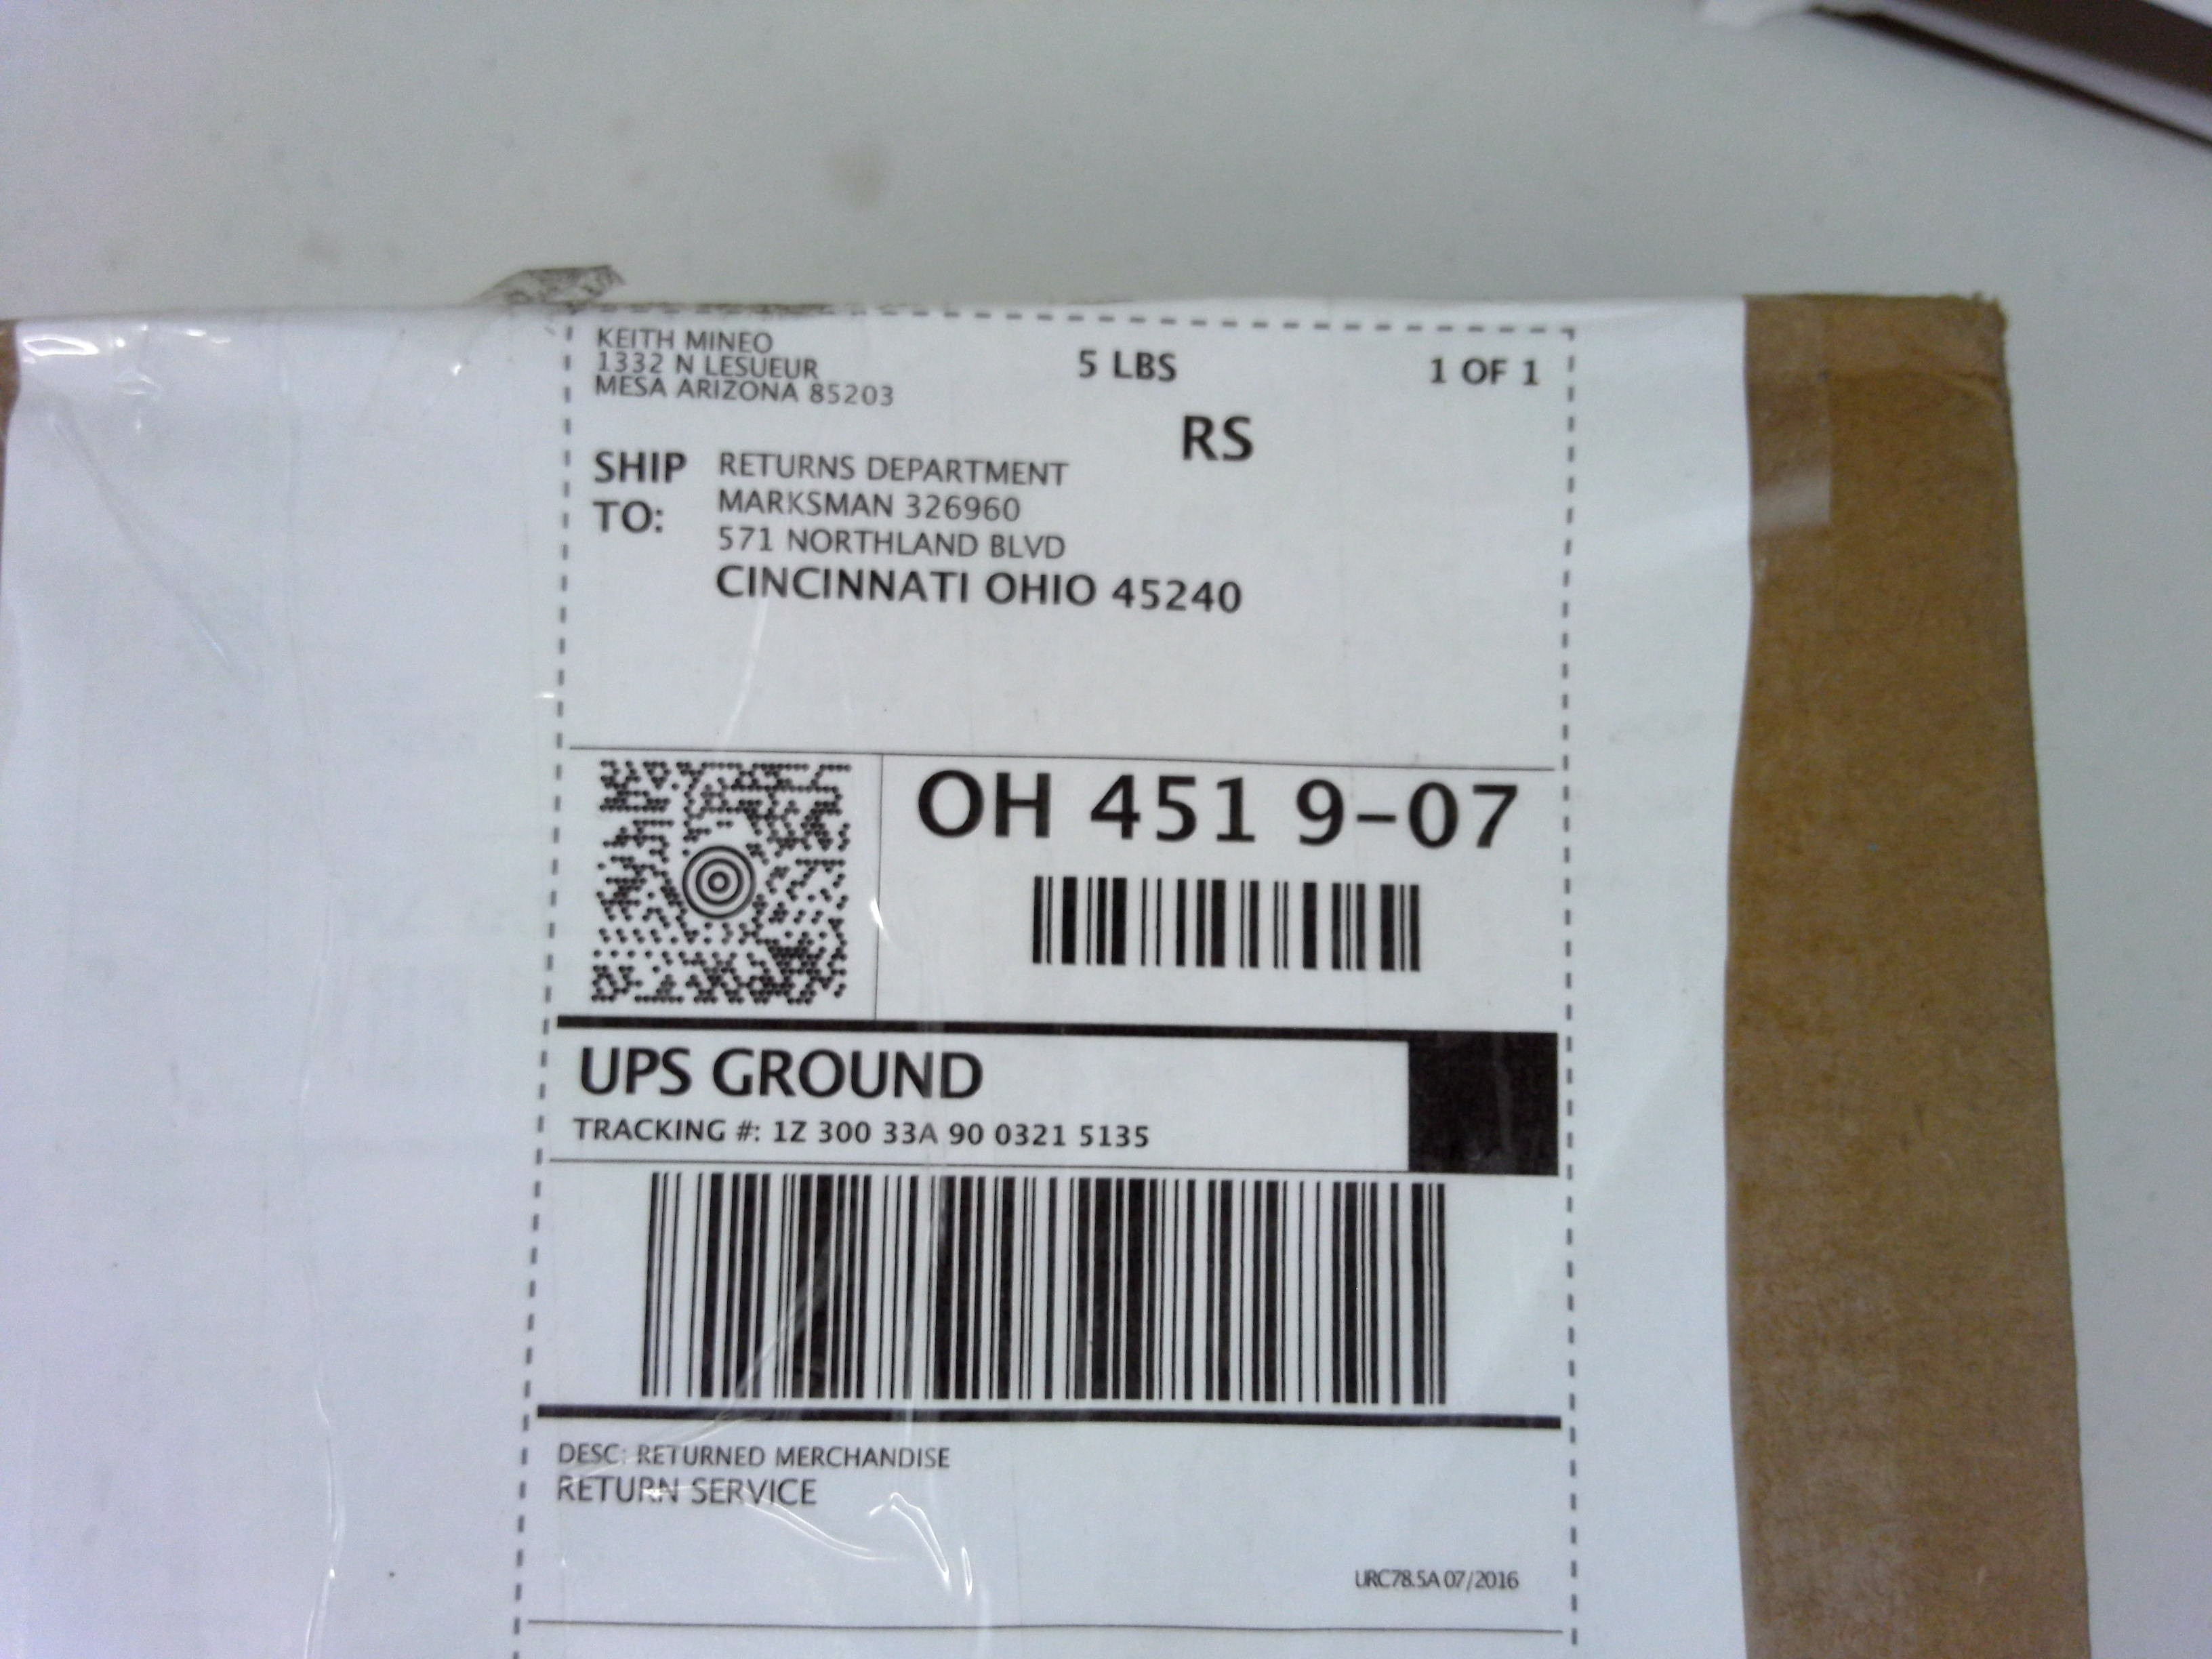 KEITH MINEO
1332 N LESUEUR
MESA ARIZONA 85203
5 LBS
1 OF 1
RS
SHIP TO:
RETURNS DEPARTMENT
MARKSMAN 326960
571 NORTHLAND BLVD
CINCINNATI OHIO 45240
OH 451 9-07
UPS GROUND
TRACKING #: 1Z 300 33A 90 0321 5135
DESC: RETURNED MERCHANDISE
RETURN SERVICE
URC78.5A 07/2016